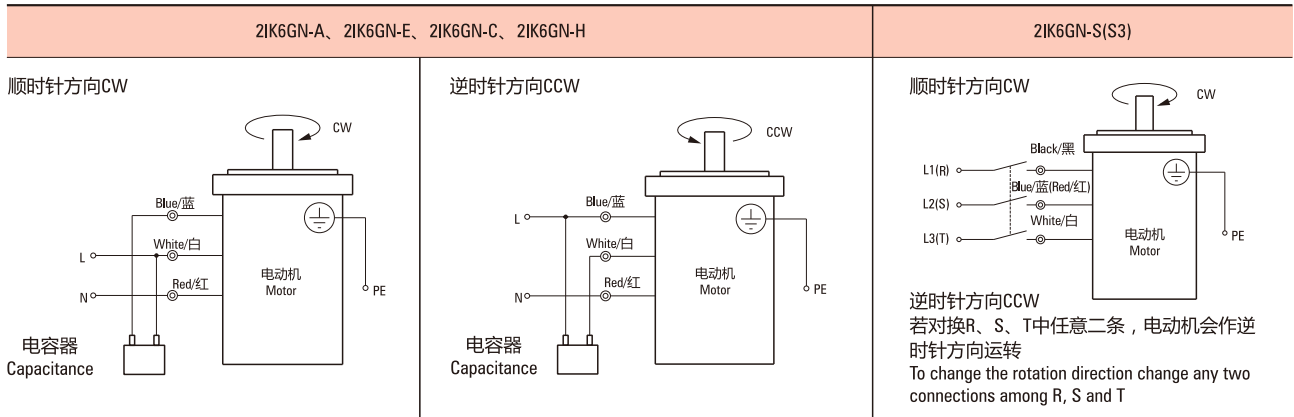 2IK6GN-A、2IK6GN-E、2IK6GN-C、2IK6GN-H
2IK6GN-S(S3)
顺时针方向CW
CW
Blue/蓝
White/白
L
Red/红
N
电动机
Motor
PE
电容器
Capacitance
逆时针方向CCW
CCW
Blue/蓝
L
White/白
Red/红
N
电动机
Motor
PE
电容器
Capacitance
顺时针方向CW
CW
Black/黑
L1(R)
Blue/蓝(Red/红)
L2(S)
White/白
L3(T)
电动机
Motor
PE
逆时针方向CCW
若对换R、S、T中任意二条，电动机会作逆
时针方向运转
To change the rotation direction change any two
connections among R, S and T